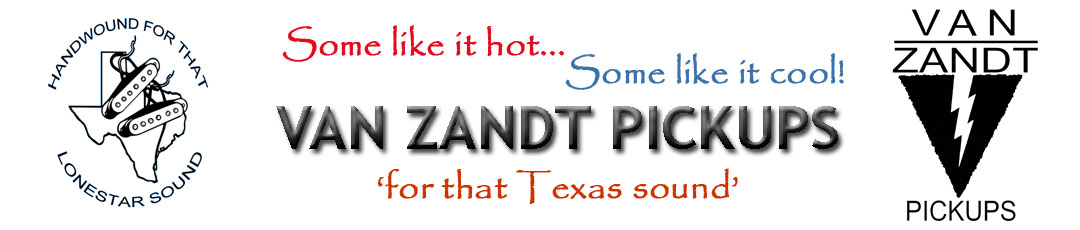 HANDWOUND FOR THAT
LONESTAR SOUND
Some like it hot...
Some like it cool!
VAN ZANDT PICKUPS
‘for that Texas sound’
VAN
ZANDT
PICKUPS